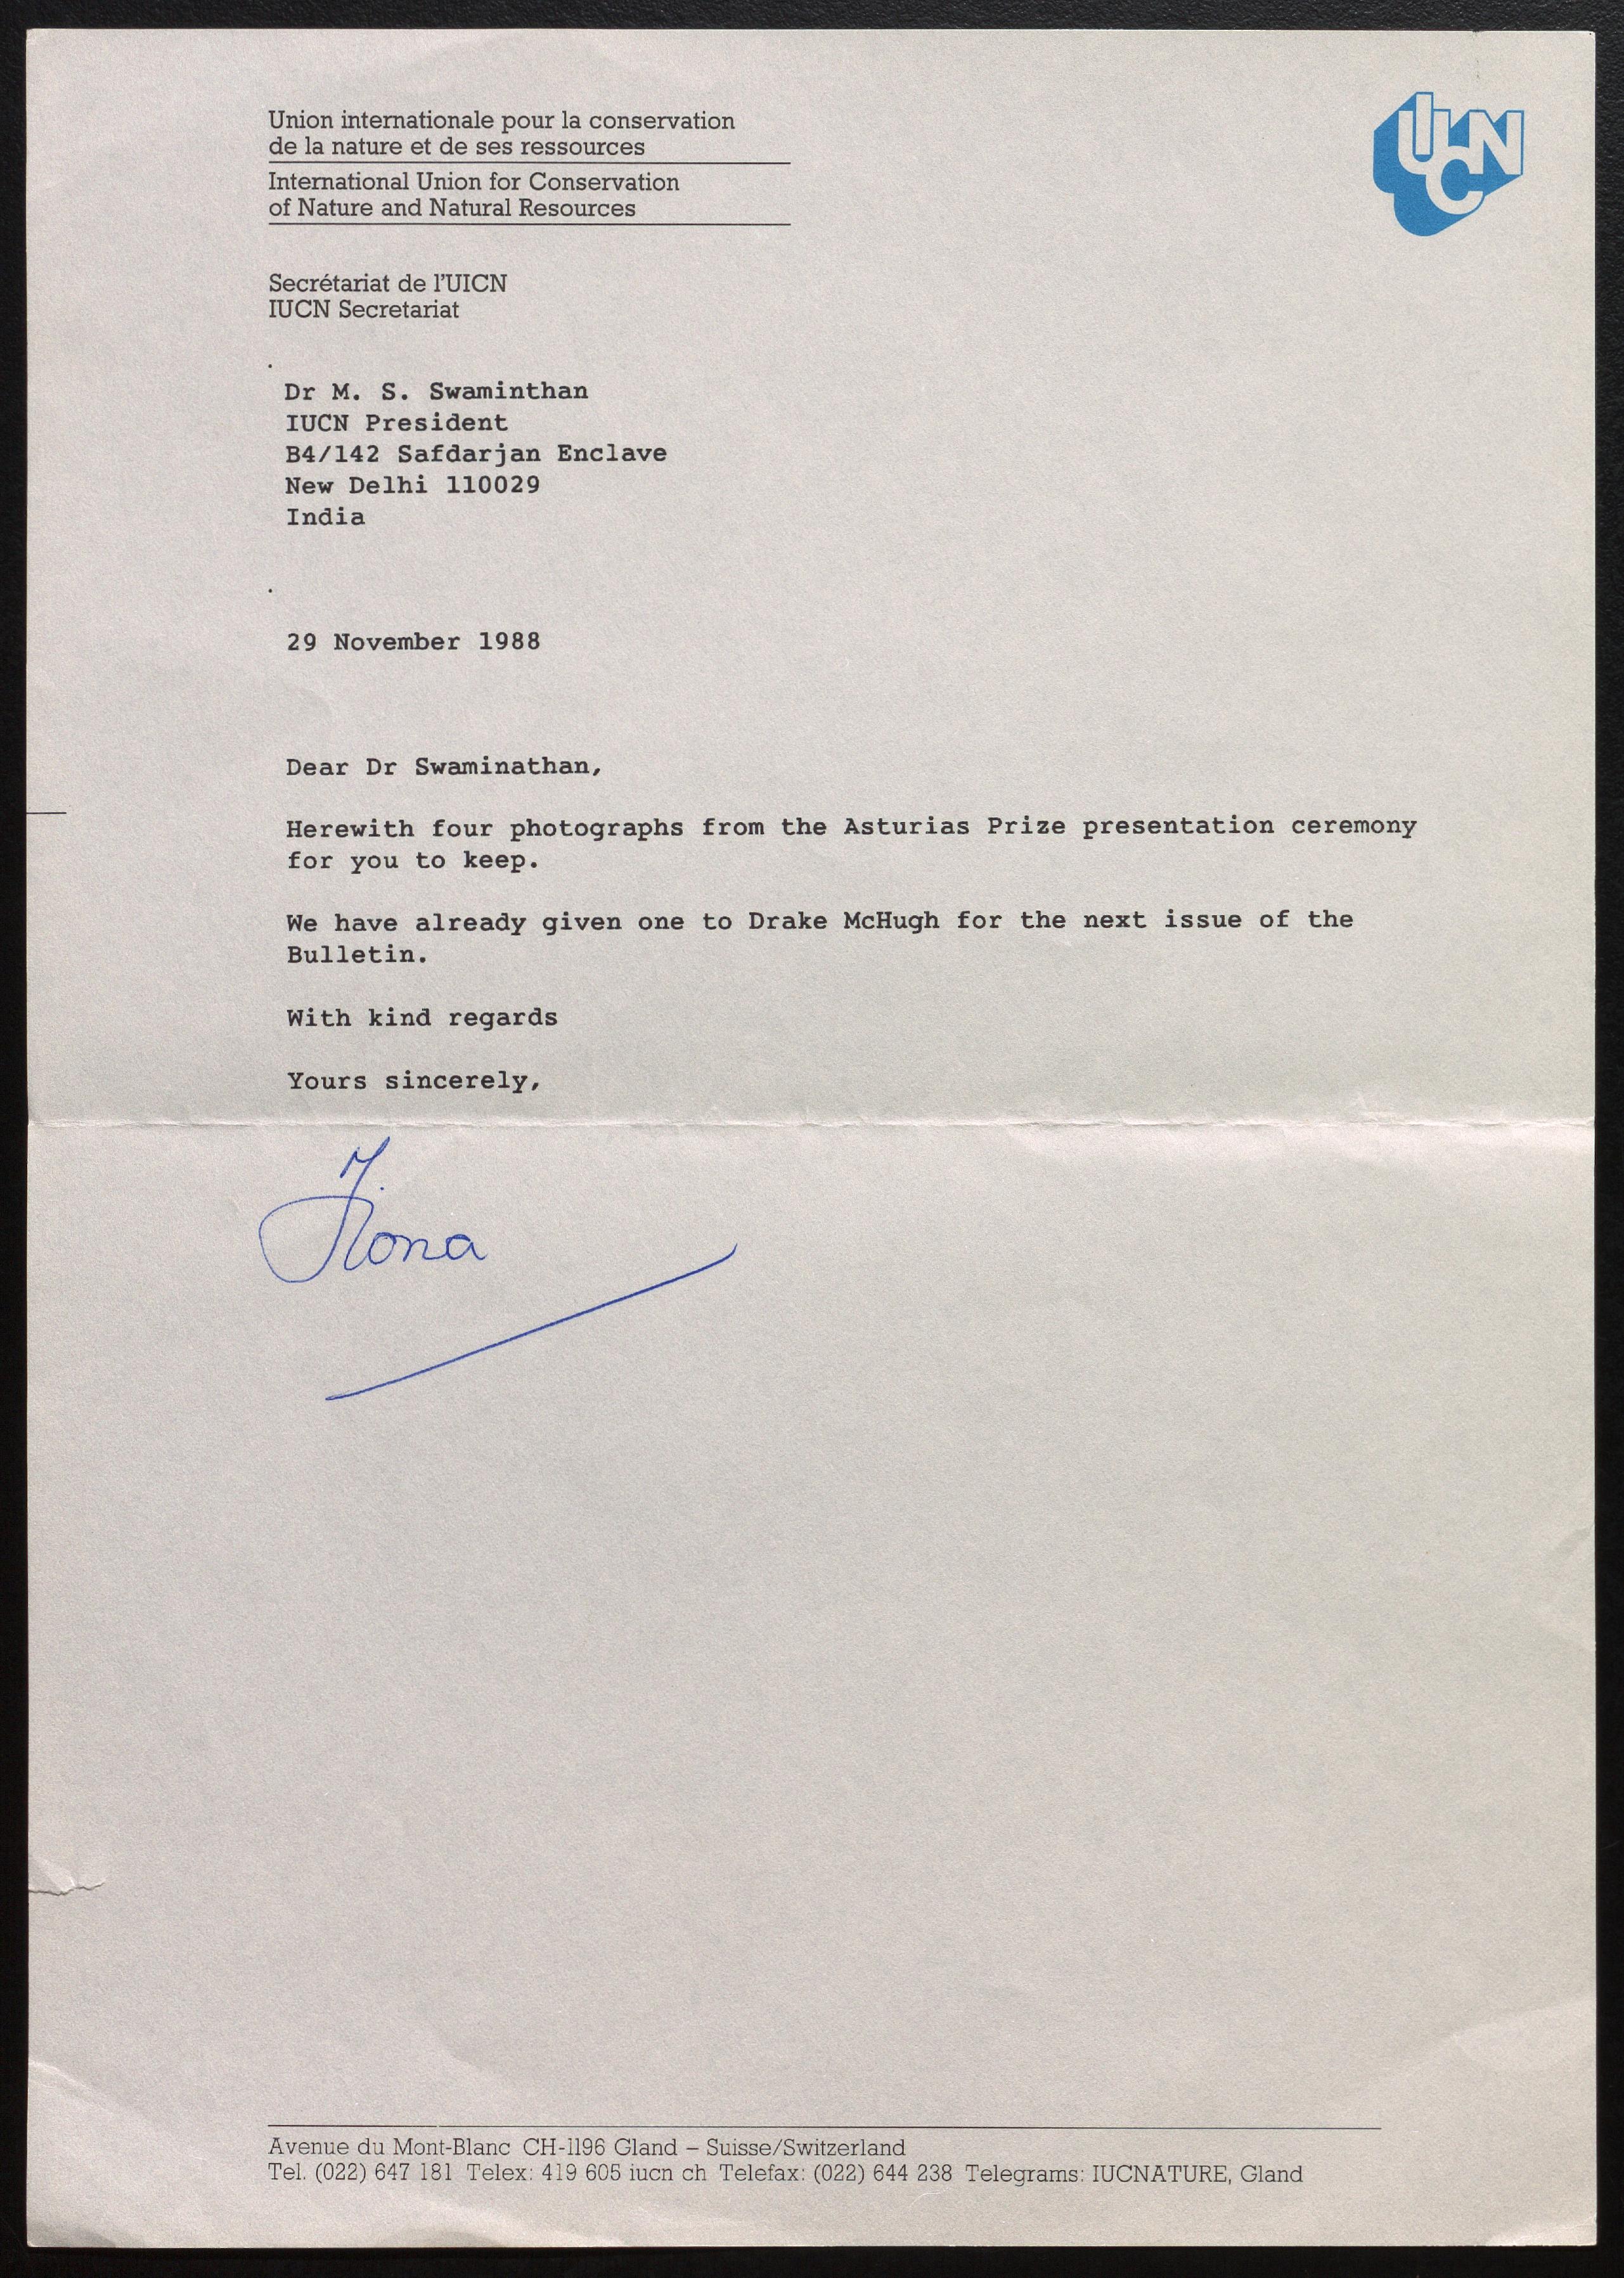 Union internationale pour la conservation
de la nature et de ses ressources
International Union for Conservation
of Nature and Natural Resources
IUCN
Secrétariat de l'UICN
IUCN Secretariat
Dr M. S. Swaminthan
IUCN President
B4/142 Safdarjan Enclave
New Delhi 110029
India
29 November 1988
Dear Dr Swaminathan,
Herewith four photographs from the Asturias Prize presentation ceremony
for you to keep.
We have already given one to Drake McHugh for the next issue of the
Bulletin.
With kind regards
Yours sincerely,
Avenue du Mont-Blanc CH-1196 Gland – Suisse/Switzerland
Tel. (022) 647 181 Telex: 419 605 iucn ch Telefax: (022) 644 238 Telegrams: IUCNATURE, Gland